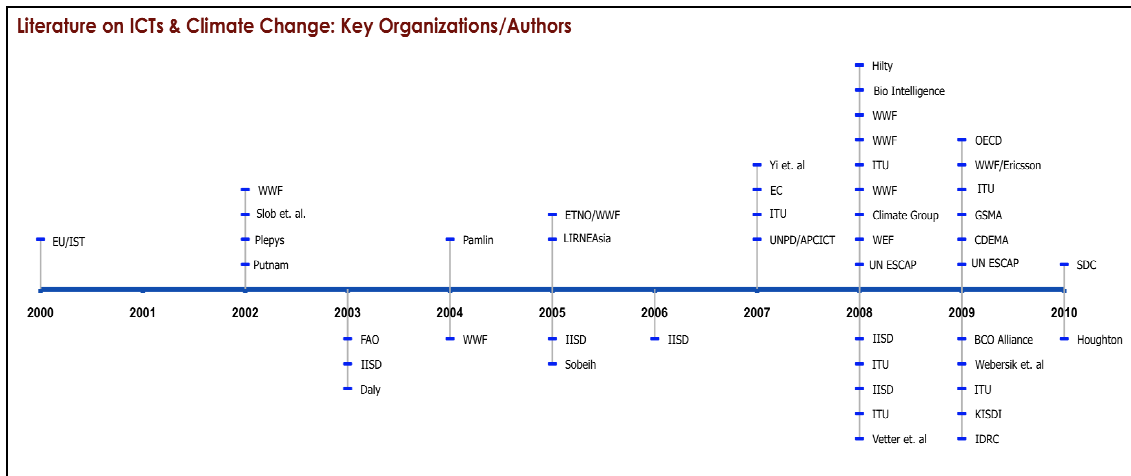 Literature on ICTs & Climate Change: Key Organizations/Authors
Hilty
Bio Intelligence
WWF
WWF
OECD
Yi et. al
ITU
WWF/Ericsson
WWF
EC
WWF
ITU
Slob et. al.
ETNO/WWF
ITU
Climate Group
GSMA
EU/IST
Plepys
Pamlin
LIRNEAsia
UNPD/APCICT
WEF
CDEMA
Putnam
UN ESCAP
UN ESCAP
SDC
2000 2001 2002 2003 2004 2005 2006 2007 2008 2009 2010
FAO
WWF
IISD
IISD
IISD
BCO Alliance
Houghton
IISD
Sobeih
ITU
Webersik et. al
Daly
IISD
ITU
ITU
KISDI
Vetter et. al
IDRC